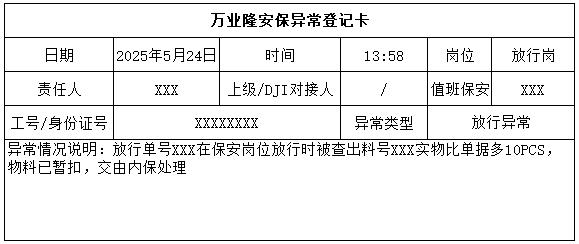 万业隆安保异常登记卡
日期 2025年5月24日 时间 13:58 岗位 放行岗
责任人 XXX 上级/DJI对接人 / 值班保安 XXX
工号/身份证号 XXXXXXXX 异常类型 放行异常
异常情况说明：放行单号XXX在保安岗位放行时被查出料号XXX实物比单据多10PCS，
物料已暂扣，交由内保处理